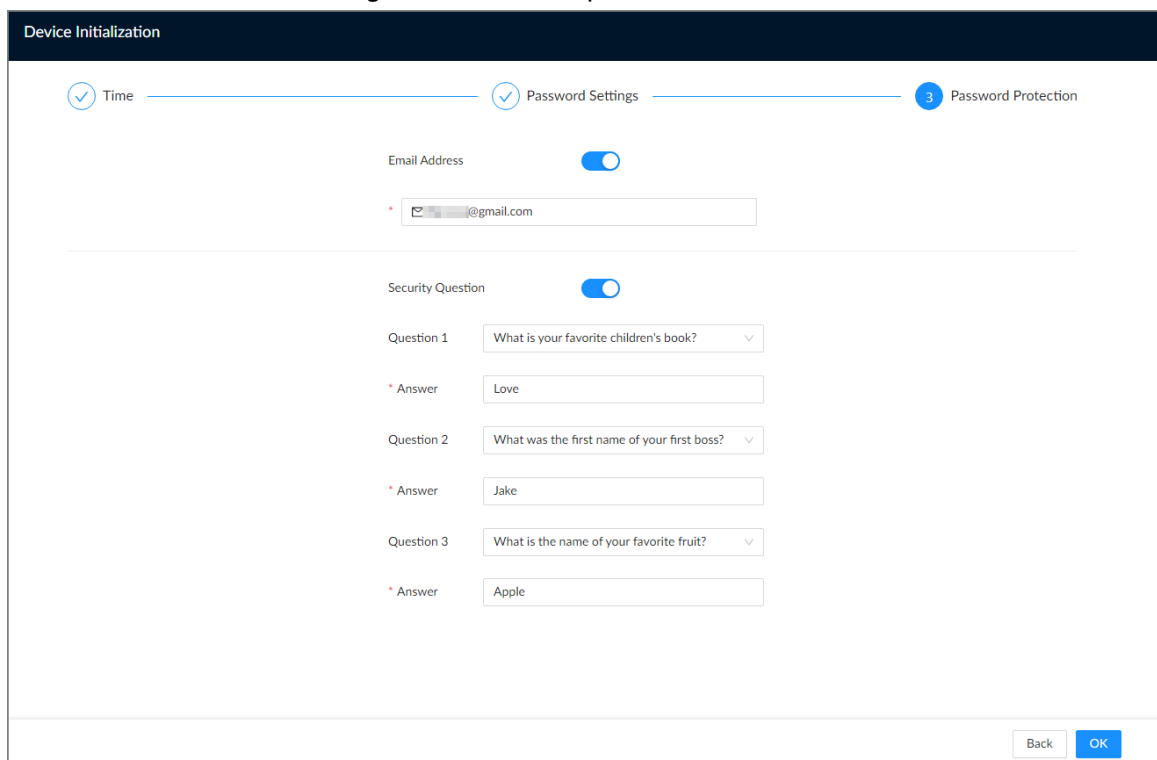 Device Initialization
Time
Password Settings
3 Password Protection
Email Address
* @gmail.com
Security Question
Question 1 What is your favorite children's book?
* Answer Love
Question 2 What was the first name of your first boss?
* Answer Jake
Question 3 What is the name of your favorite fruit?
* Answer Apple
Back OK